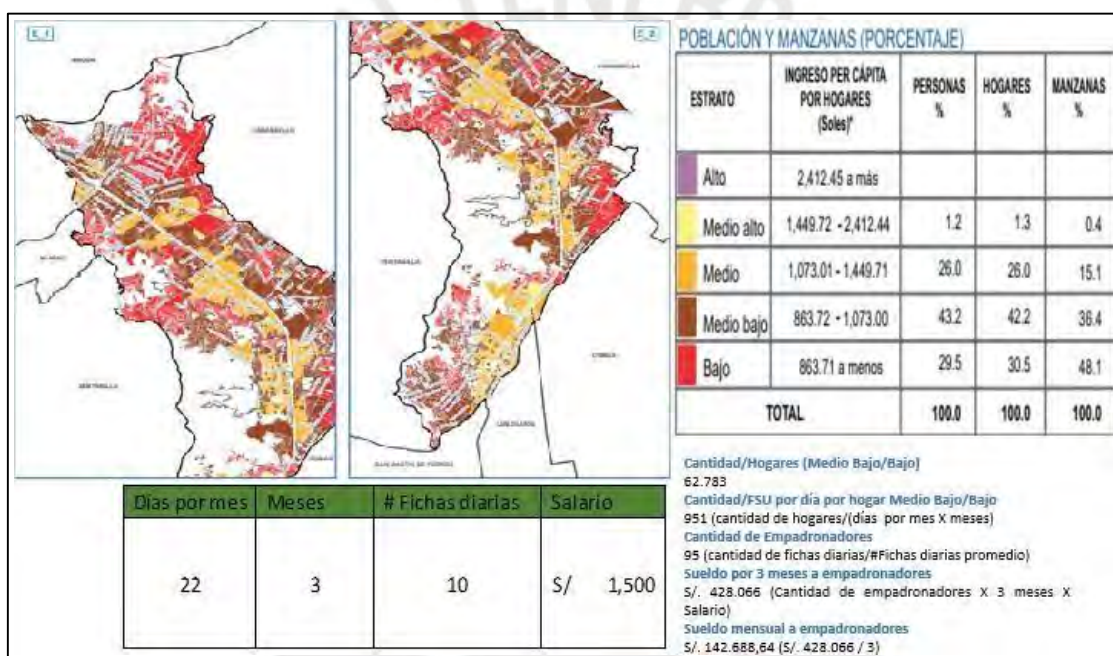 TENEBRA
POBLACIÓN Y MANZANAS (PORCENTAJE)
ESTRATO
INGRESO PER CÁPITA
POR HOGARES
(Soles)*
PERSONAS
%
HOGARES
%
MANZANAS
%
Alto 2,412.45 a más
Medio alto 1,449.72 - 2,412.44 1.2 1.3 0.4
Medio 1,073.01 - 1,449.71 26.0 26.0 15.1
Medio bajo 863.72 - 1,073.00 43.2 42.2 36.4
Bajo 863.71 a menos 29.5 30.5 48.1
TOTAL 100.0 100.0 100.0
Días por mes Meses # Fichas diarias Salario
22 3 10 S/ 1,500
Cantidad/Hogares (Medio Bajo/Bajo)
62.783
Cantidad/FSU por día por hogar Medio Bajo/Bajo
951 (cantidad de hogares/(días por mes X meses)
Cantidad de Empadronadores
95 (cantidad de fichas diarias/#Fichas diarias promedio)
Sueldo por 3 meses a empadronadores
S/. 428.066 (Cantidad de empadronadores X 3 meses X
Salario)
Sueldo mensual a empadronadores
S/. 142.688,64 (S/. 428.066 / 3)